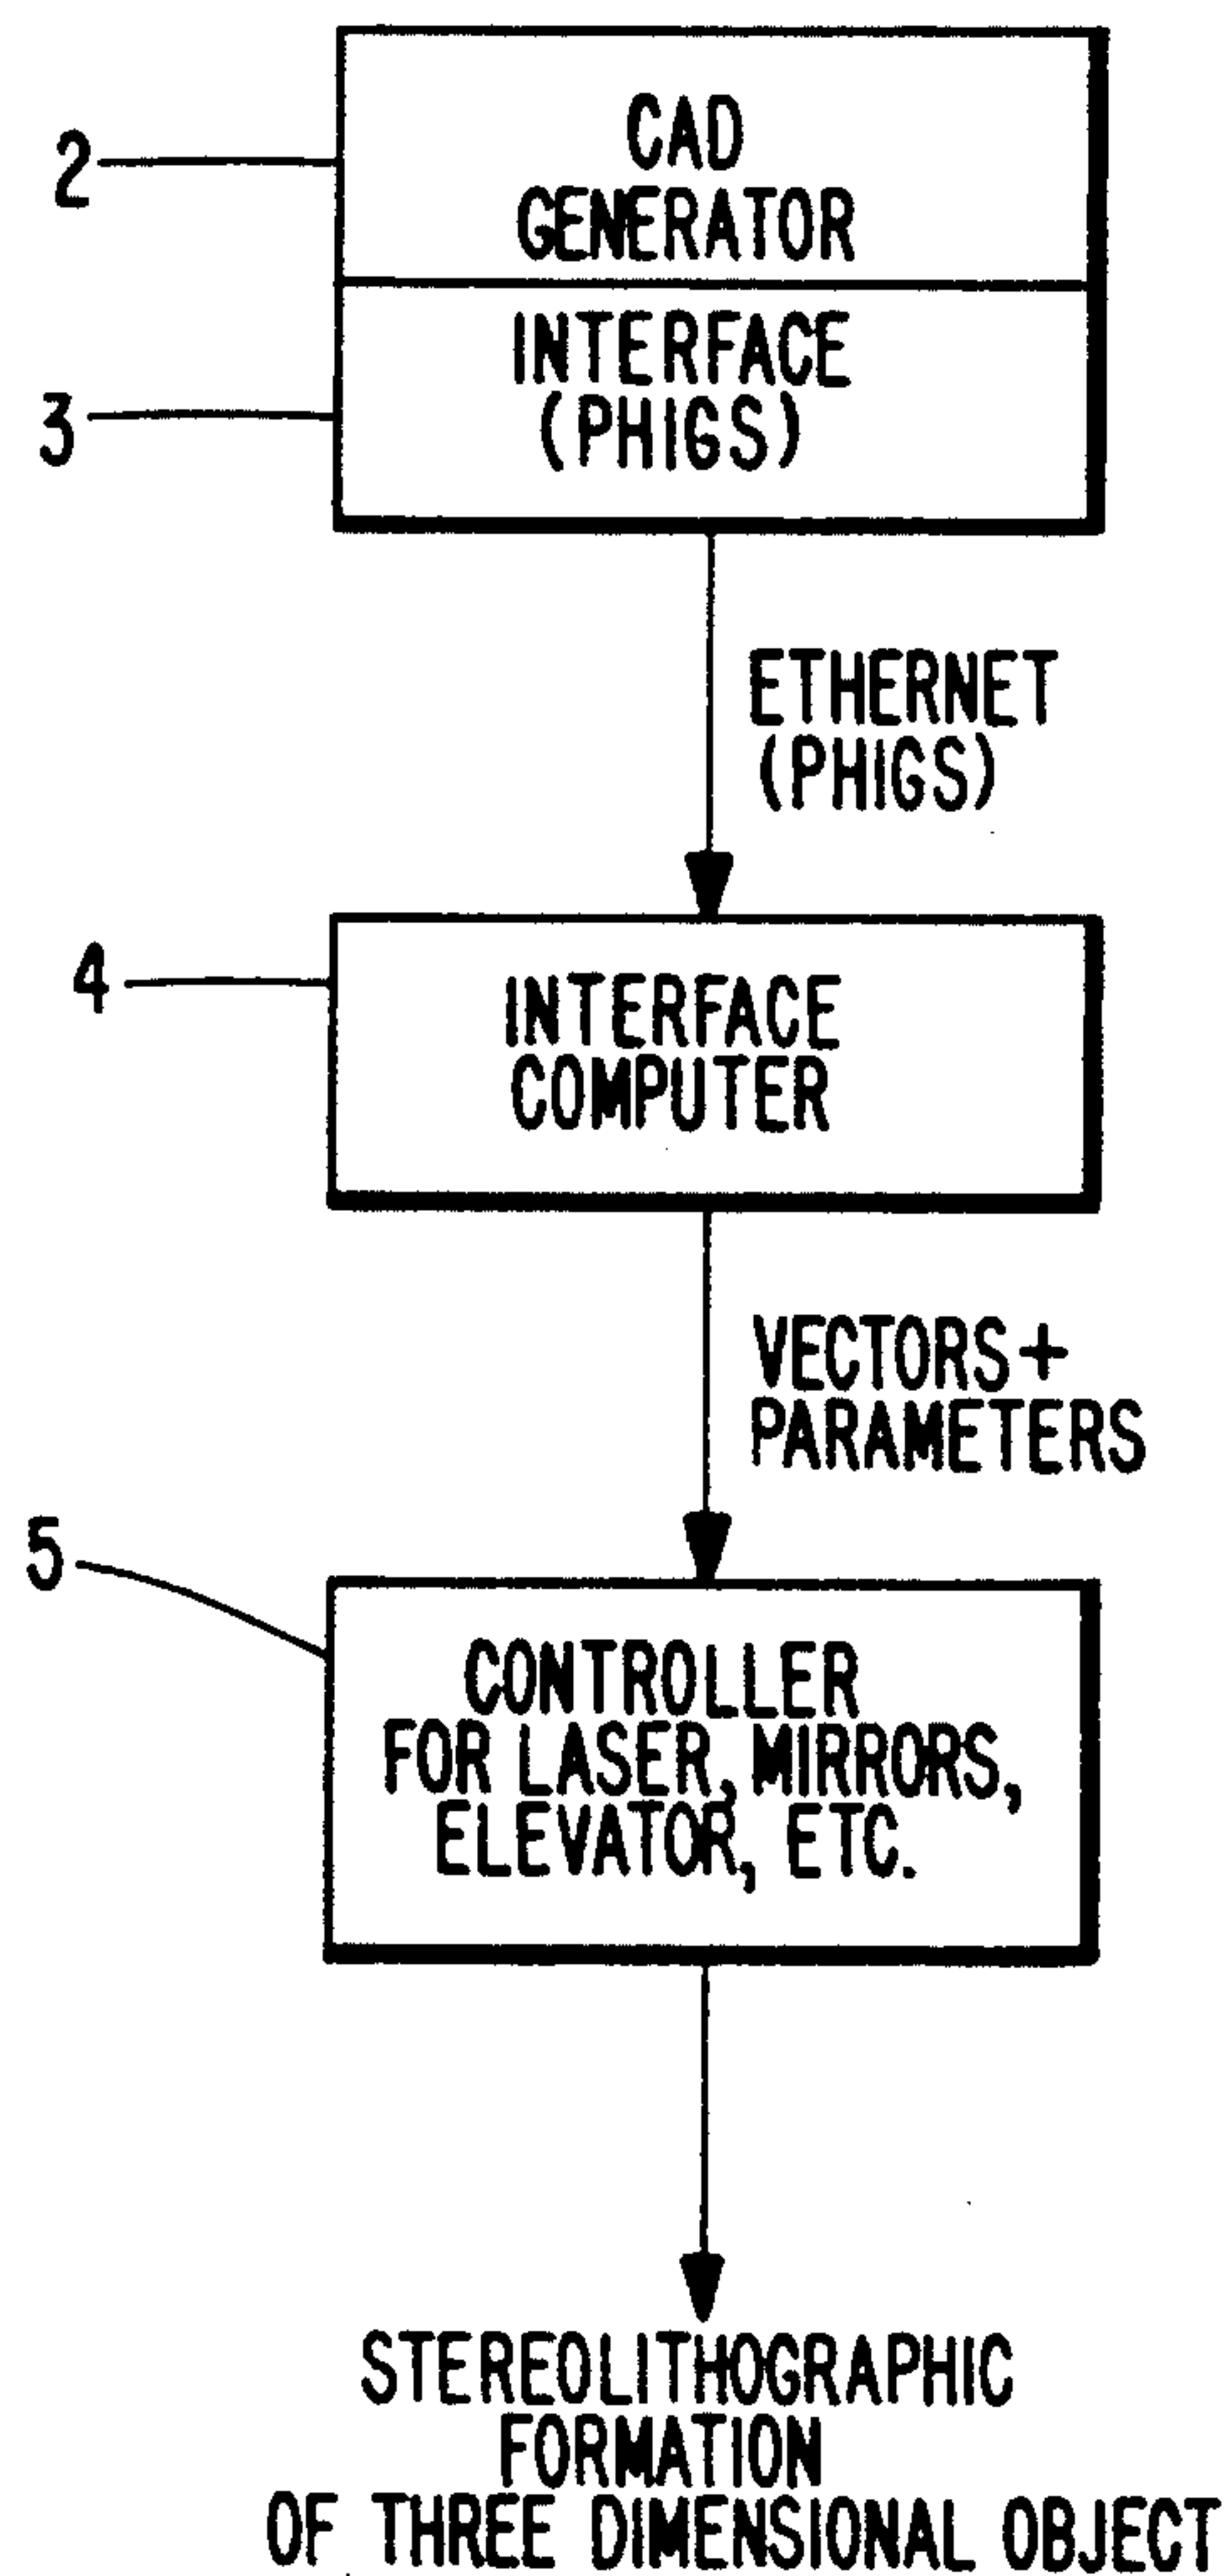 2
CAD
GENERATOR
3
INTERFACE
(PHIGS)
ETHERNET
(PHIGS)
4
INTERFACE
COMPUTER
VECTORS+
PARAMETERS
5
CONTROLLER
FOR LASER, MIRRORS,
ELEVATOR, ETC.
STEREOLITHOGRAPHIC
FORMATION
OF THREE DIMENSIONAL OBJECT